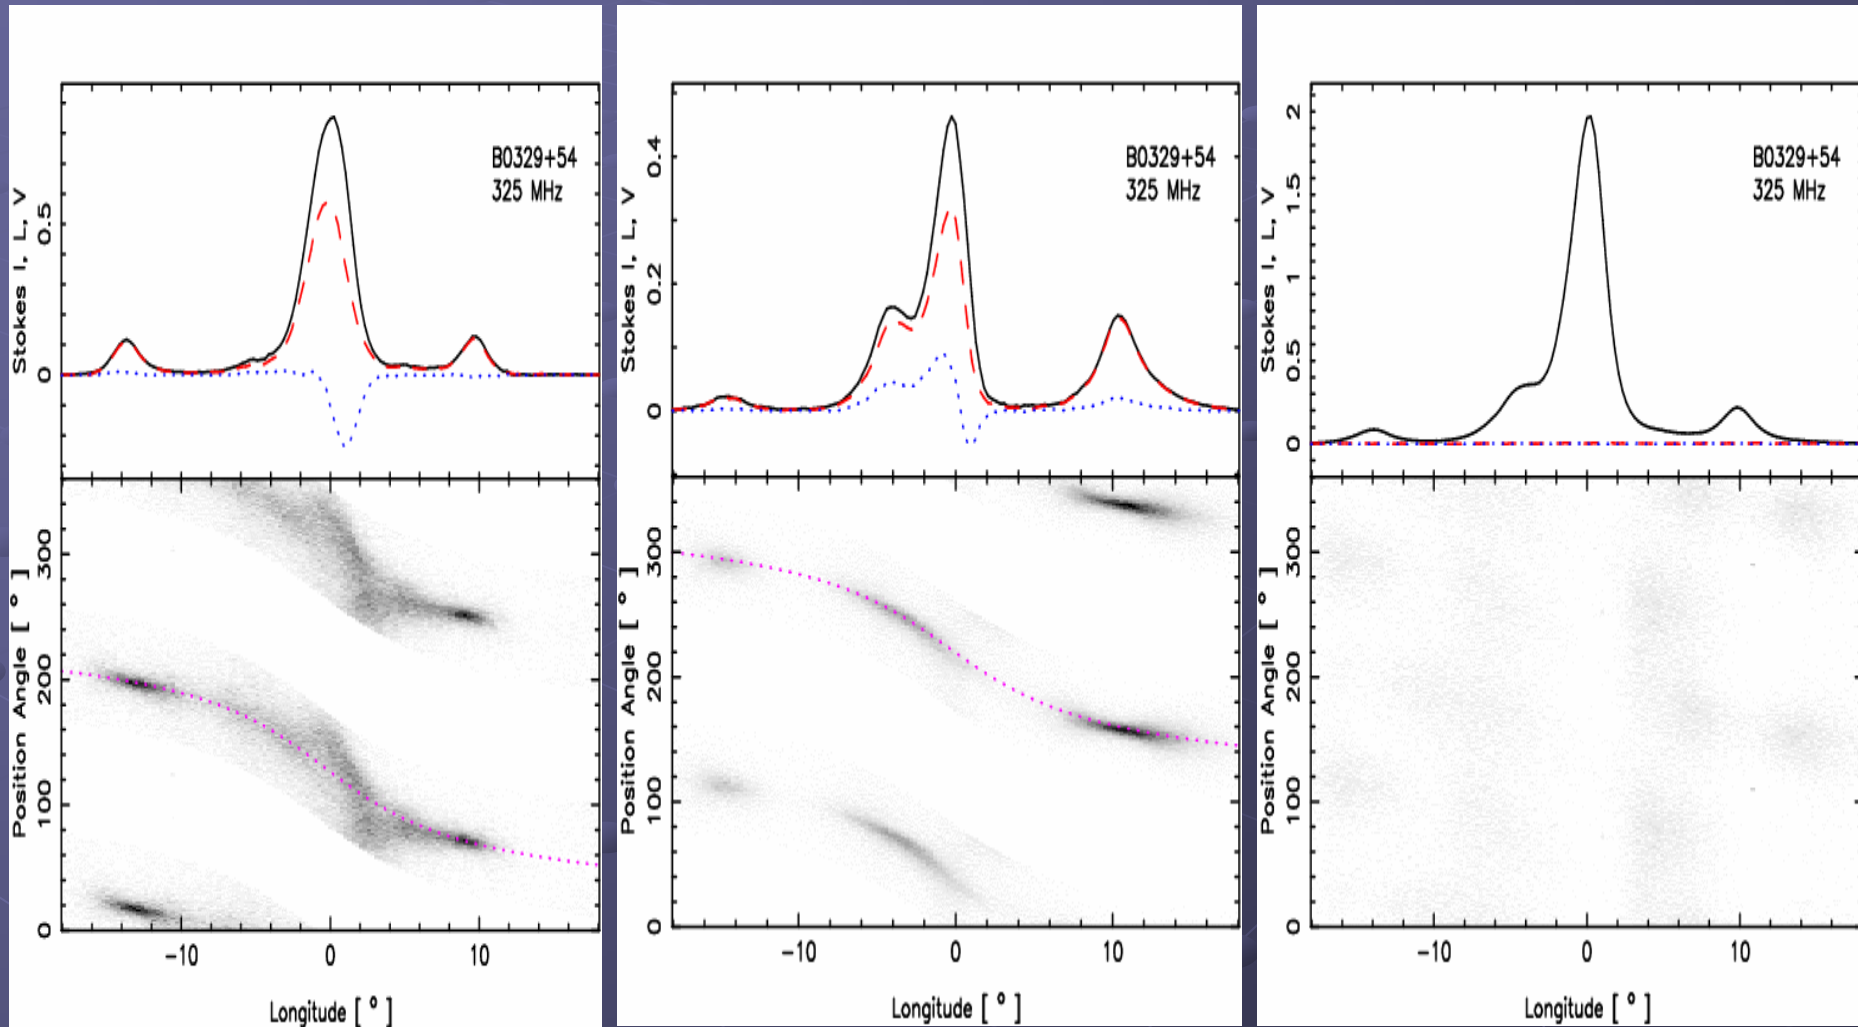 B0329+54
325 MHz
Stokes I, L, V
0.5
0
Position Angle [ ° ]
300
200
100
0
-10 0 10
Longitude [ ° ]
B0329+54
325 MHz
Stokes I, L, V
0.4
0.2
0
Position Angle [ ° ]
300
200
100
0
-10 0 10
Longitude [ ° ]
B0329+54
325 MHz
Stokes I, L, V
2
1.5
1
0.5
0
Position Angle [ ° ]
300
200
100
0
-10 0 10
Longitude [ ° ]